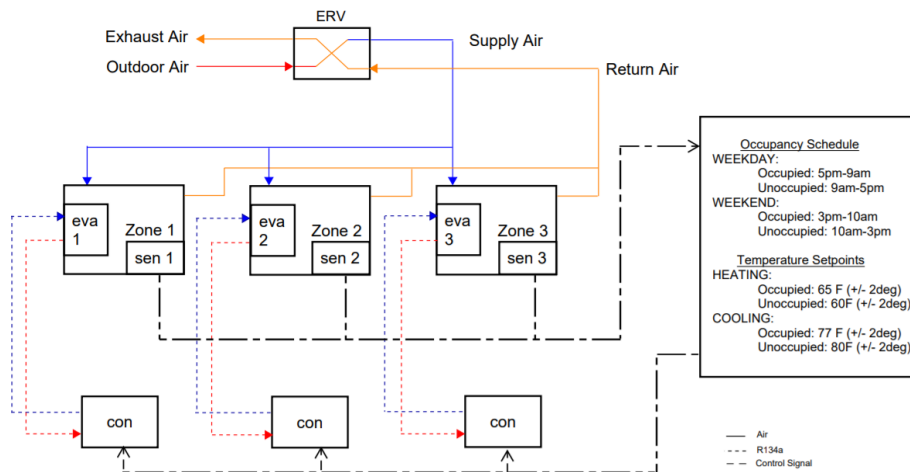 ERV
Exhaust Air
Supply Air
Outdoor Air
Return Air
Occupancy Schedule
WEEKDAY:
Occupied: 5pm-9am
Unoccupied: 9am-5pm
WEEKEND:
Occupied: 3pm-10am
Unoccupied: 10am-3pm
Temperature Setpoints
HEATING:
Occupied: 65 F (+/- 2deg)
Unoccupied: 60F (+/- 2deg)
COOLING:
Occupied: 77 F (+/- 2deg)
Unoccupied: 80F (+/- 2deg)
eva
1
Zone 1
sen 1
eva
2
Zone 2
sen 2
eva
3
Zone 3
sen 3
con
con
con
Air
R134a
Control Signal